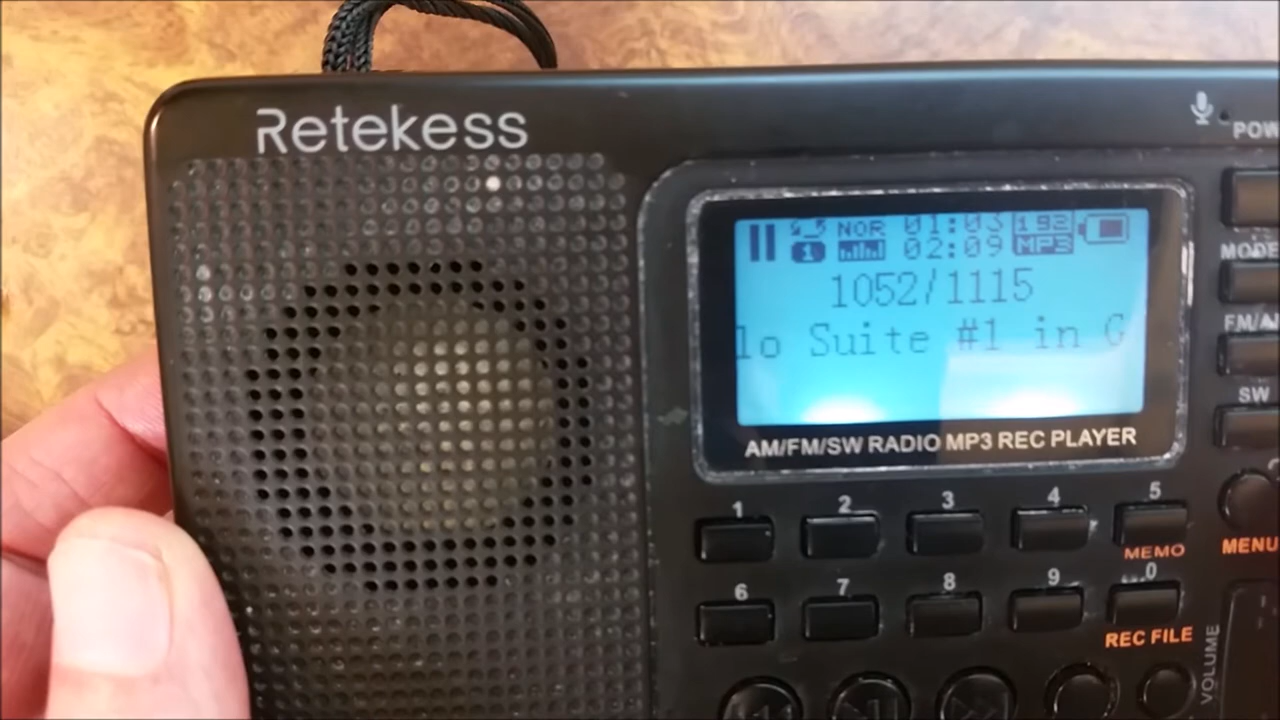 Retekess
POW
NOR 01:03 192
1 02:09 MP3
1052/1115
lo Suite #1 in G
MODE
FM/A
SW
AM/FM/SW RADIO MP3 REC PLAYER
1 2 3 4 5
MEMO
MENU
6 7 8 9 0
REC FILE
VOLUME